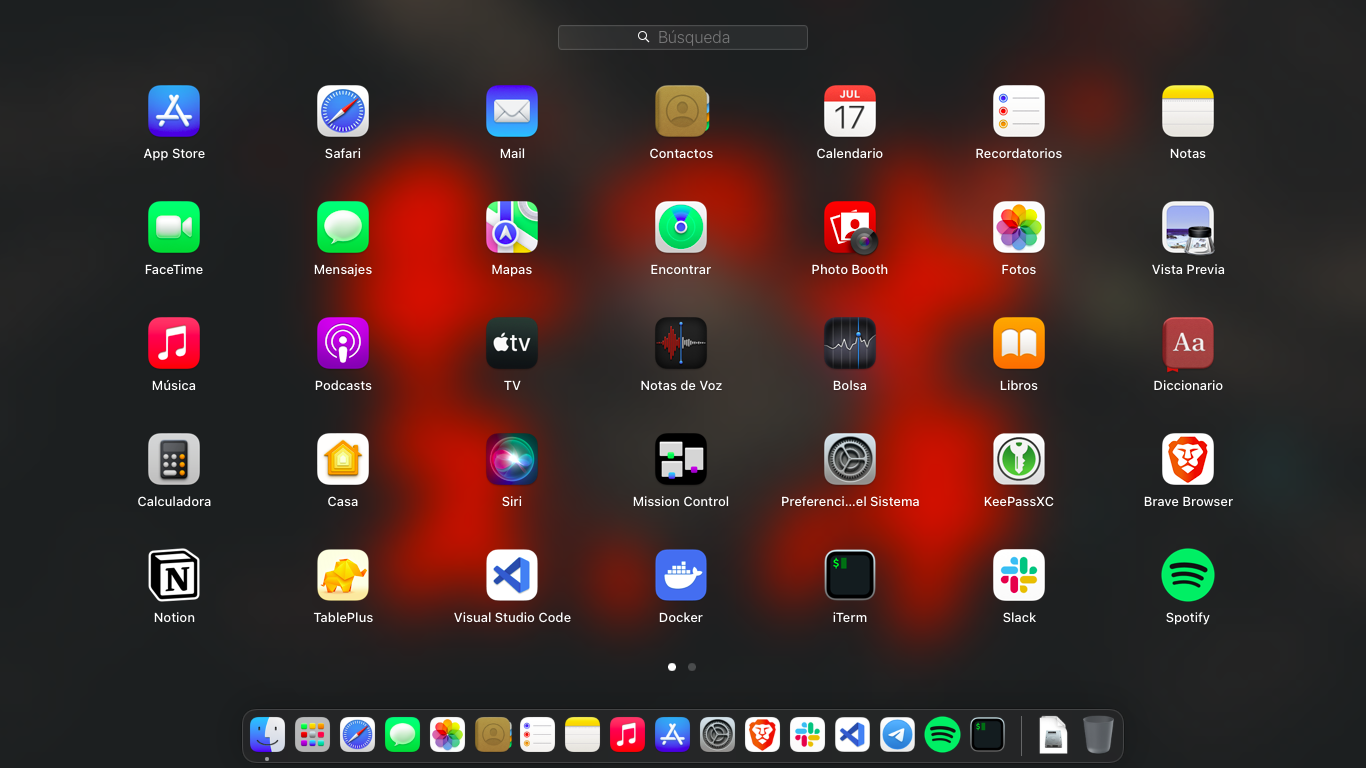 Búsqueda
App Store
Safari
Mail
Contactos
JUL
17
Calendario
Recordatorios
Notas
FaceTime
Mensajes
Mapas
Encontrar
Photo Booth
Fotos
Vista Previa
Música
Podcasts
tv
TV
Notas de Voz
Bolsa
Libros
Aa
Diccionario
Calculadora
Casa
Siri
Mission Control
Preferenci...el Sistema
KeePassXC
Brave Browser
N
Notion
TablePlus
Visual Studio Code
Docker
$
iTerm
Slack
Spotify
$